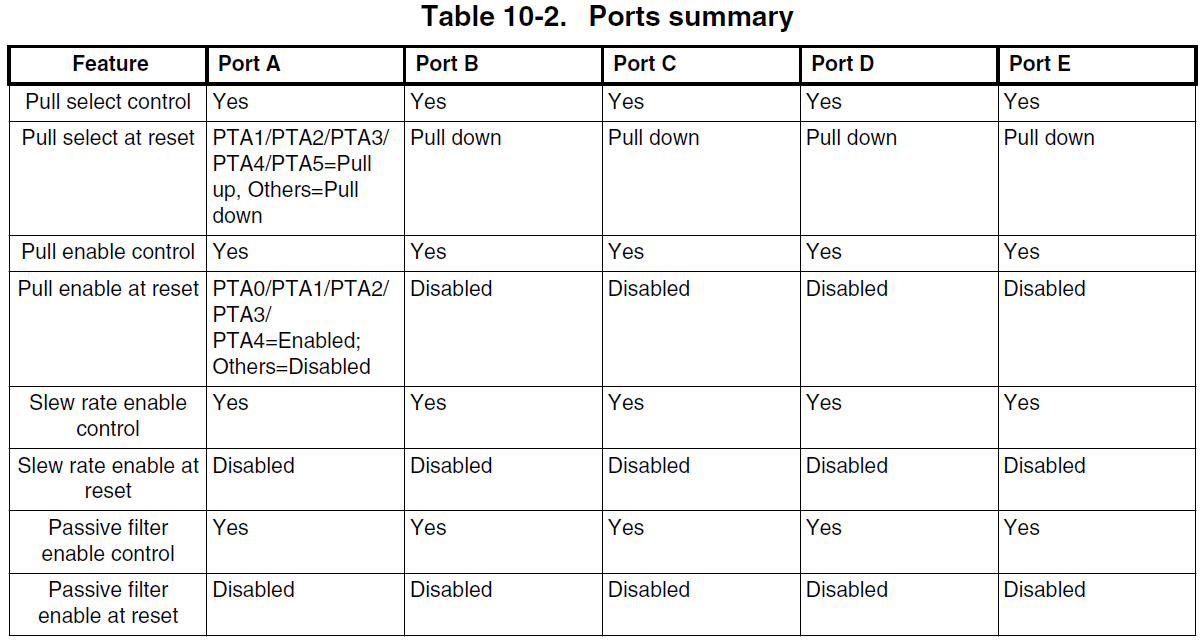 Table 10-2. Ports summary
Feature Port A Port B Port C Port D Port E
Pull select control Yes Yes Yes Yes Yes
Pull select at reset PTA1/PTA2/PTA3/ Pull down Pull down Pull down Pull down
PTA4/PTA5=Pull
up, Others=Pull
down
Pull enable control Yes Yes Yes Yes Yes
Pull enable at reset PTA0/PTA1/PTA2/ Disabled Disabled Disabled Disabled
PTA3/
PTA4=Enabled;
Others=Disabled
Slew rate enable Yes Yes Yes Yes Yes
control
Slew rate enable at Disabled Disabled Disabled Disabled Disabled
reset
Passive filter Yes Yes Yes Yes Yes
enable control
Passive filter Disabled Disabled Disabled Disabled Disabled
enable at reset